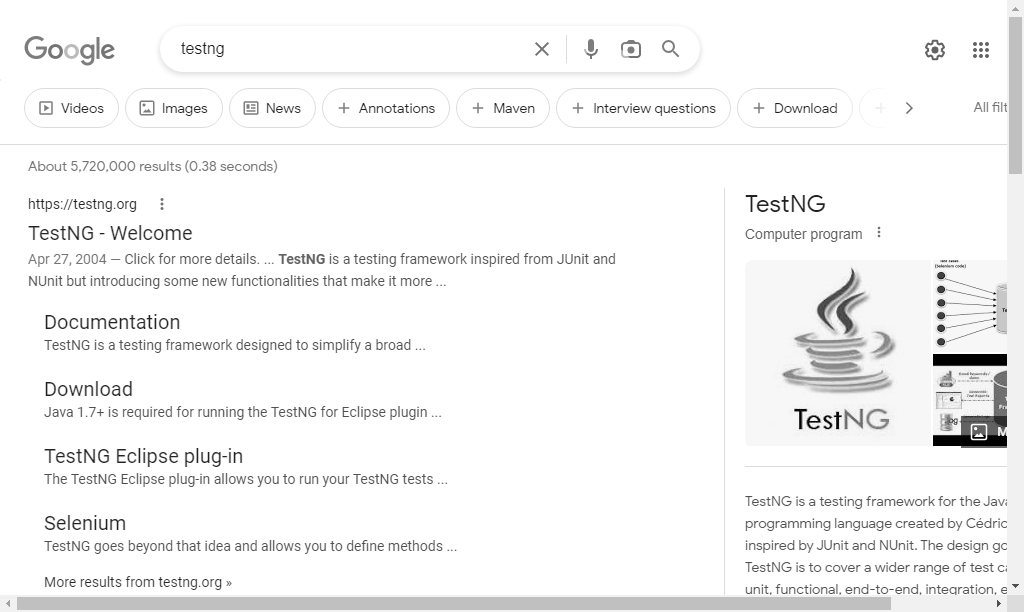 Google
testng
Videos
Images
News
Annotations
Maven
Interview questions
Download
All filt
About 5,720,000 results (0.38 seconds)
https://testng.org
TestNG - Welcome
Apr 27, 2004 — Click for more details. ... TestNG is a testing framework inspired from JUnit and
NUnit but introducing some new functionalities that make it more ...
Documentation
TestNG is a testing framework designed to simplify a broad ...
Download
Java 1.7+ is required for running the TestNG for Eclipse plugin ...
TestNG Eclipse plug-in
The TestNG Eclipse plug-in allows you to run your TestNG tests ...
Selenium
TestNG goes beyond that idea and allows you to define methods ...
More results from testng.org »
TestNG
Computer program
(Selenium code)
TestNG
M
TestNG is a testing framework for the Java
programming language created by Cédric
inspired by JUnit and NUnit. The design go
TestNG is to cover a wider range of test ca
unit, functional, end-to-end, integration, e